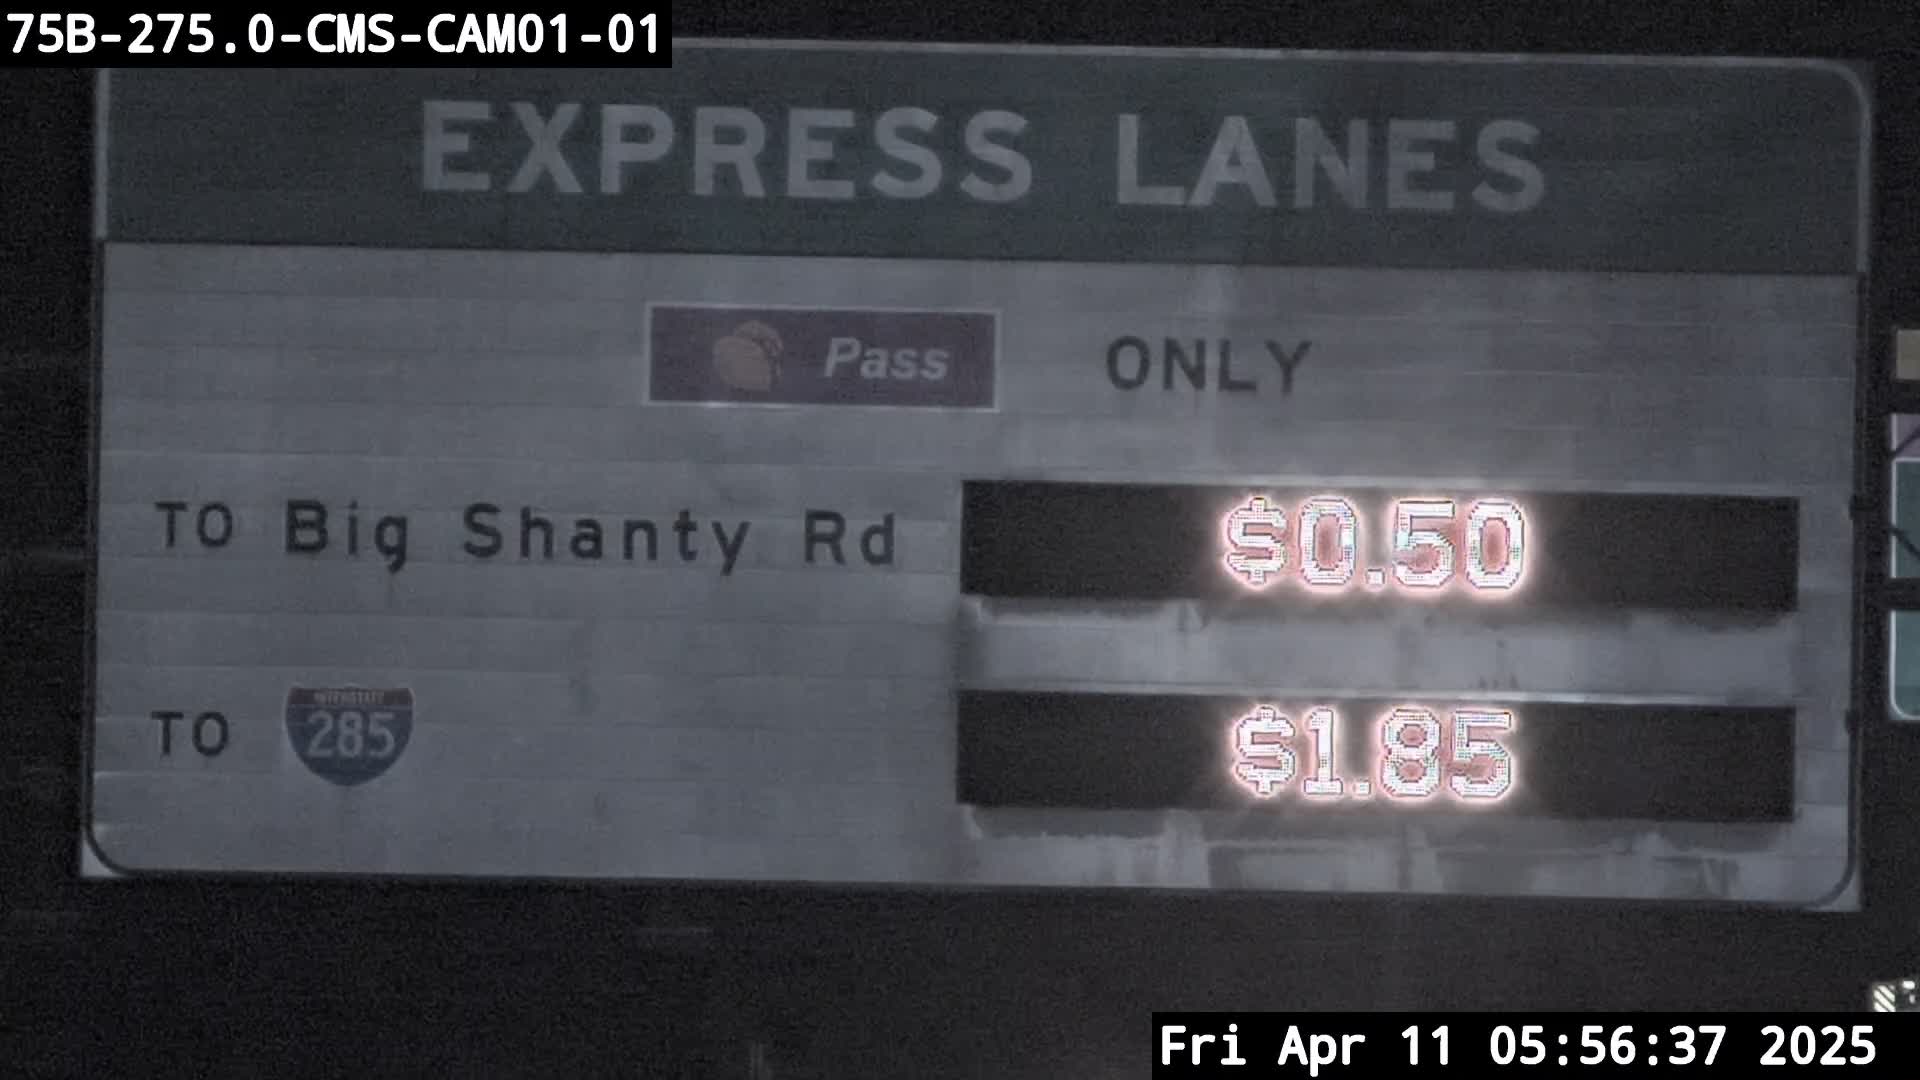 75B-275.0-CMS-CAM01-01
EXPRESS LANES
Pass ONLY
TO Big Shanty Rd $0.50
INTERSTATE
TO 285 $1.85
Fri Apr 11 05:56:37 2025